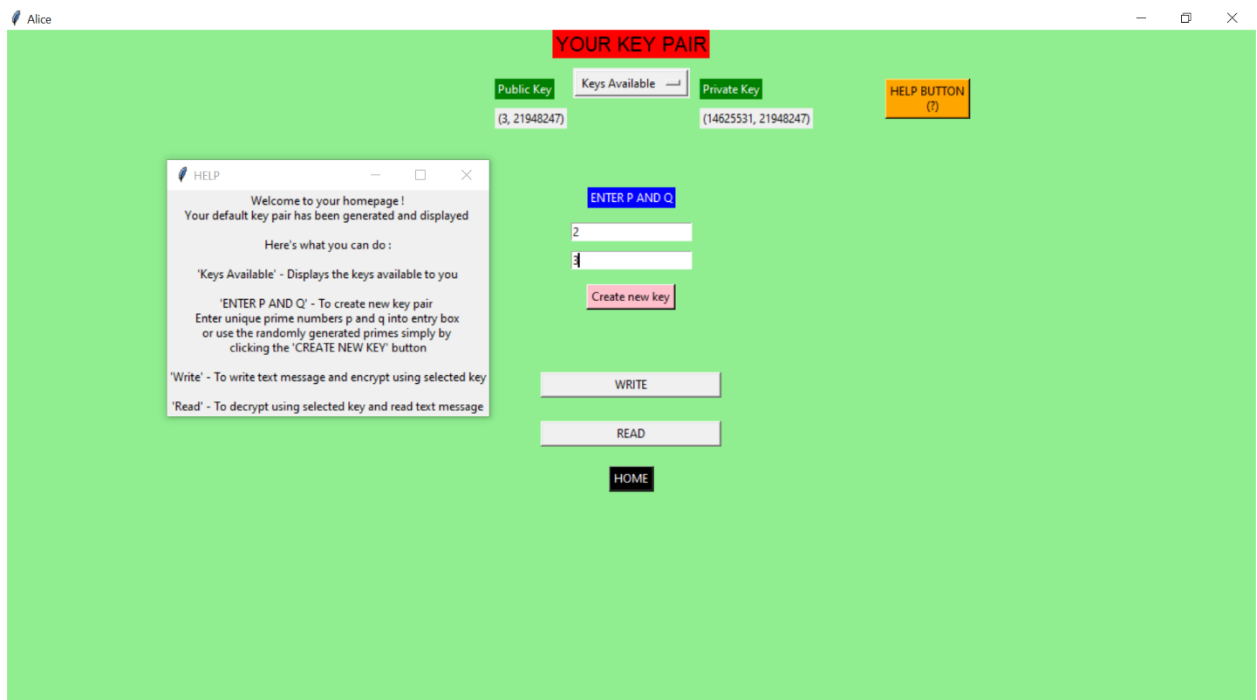 Alice
YOUR KEY PAIR
Public Key
Keys Available
Private Key
HELP BUTTON
(?)
(3, 21948247)
(14625531, 21948247)
HELP
Welcome to your homepage !
Your default key pair has been generated and displayed
Here's what you can do :
'Keys Available' - Displays the keys available to you
'ENTER P AND Q' - To create new key pair
Enter unique prime numbers p and q into entry box
or use the randomly generated primes simply by
clicking the 'CREATE NEW KEY' button
'Write' - To write text message and encrypt using selected key
'Read' - To decrypt using selected key and read text message
ENTER P AND Q
2
3
Create new key
WRITE
READ
HOME